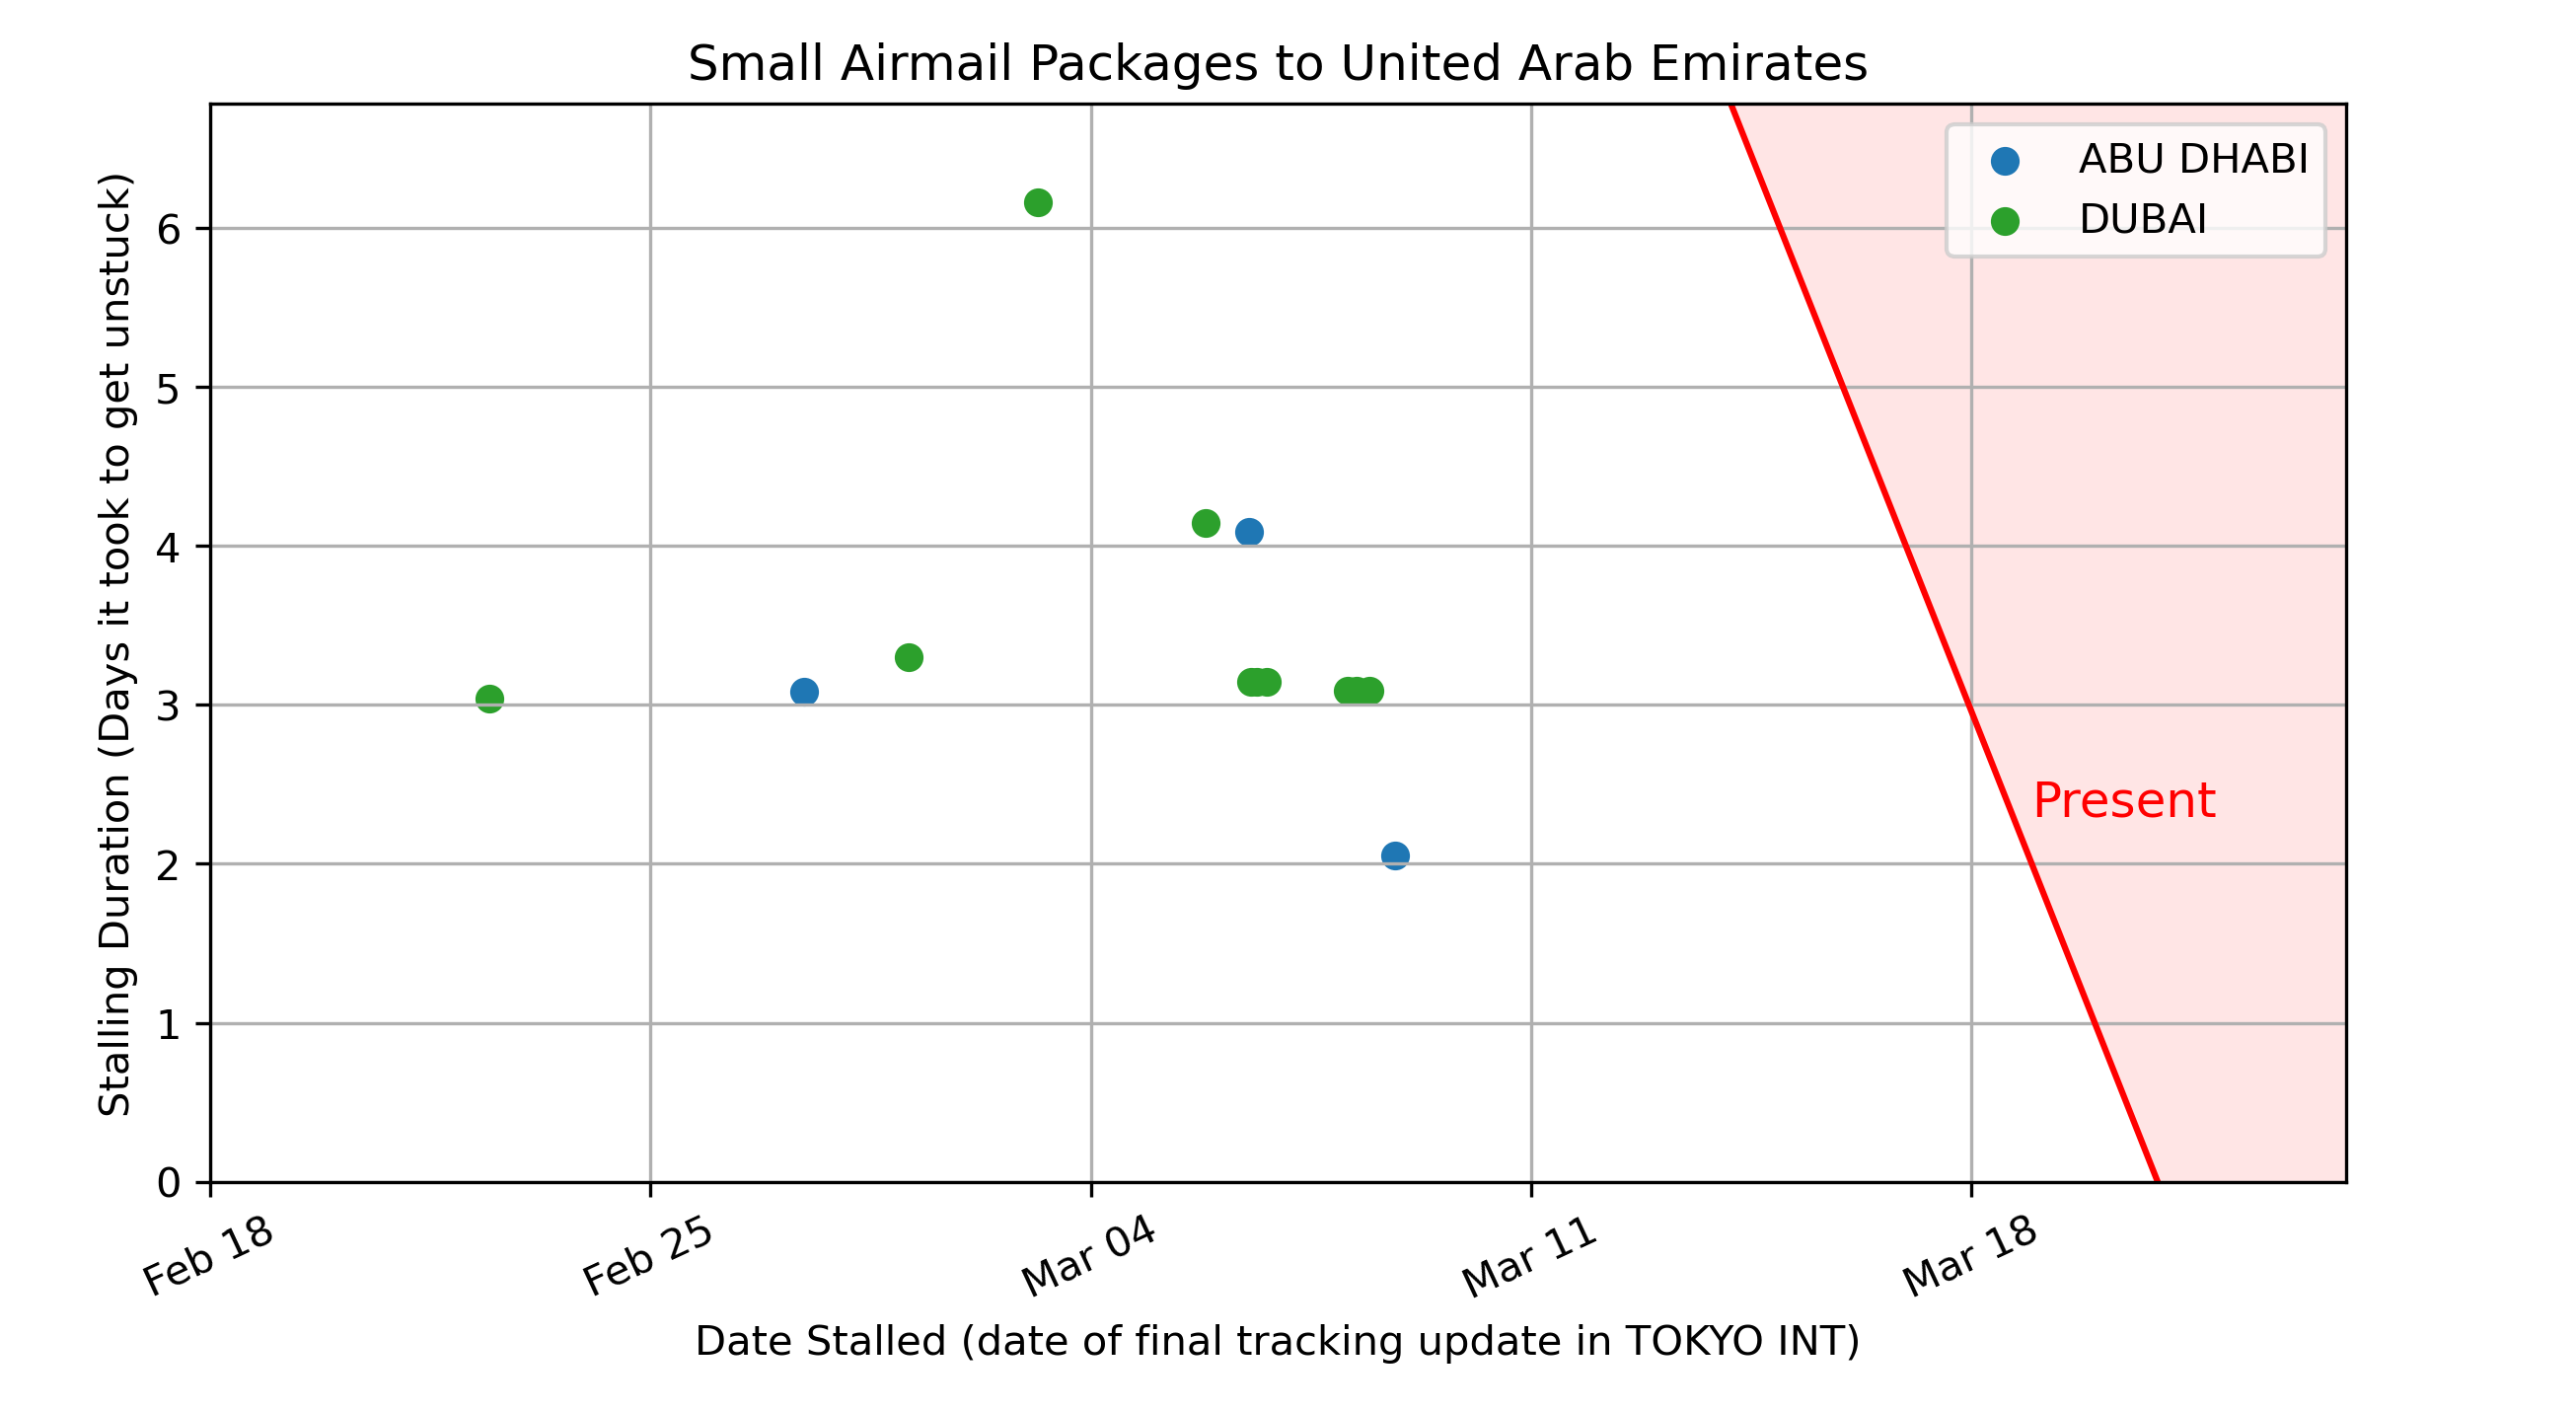 Small Airmail Packages to United Arab Emirates
ABU DHABI
DUBAI
Stalling Duration (Days it took to get unstuck)
6
5
4
3
2
1
0
Present
Feb 18
Feb 25
Mar 04
Mar 11
Mar 18
Date Stalled (date of final tracking update in TOKYO INT)